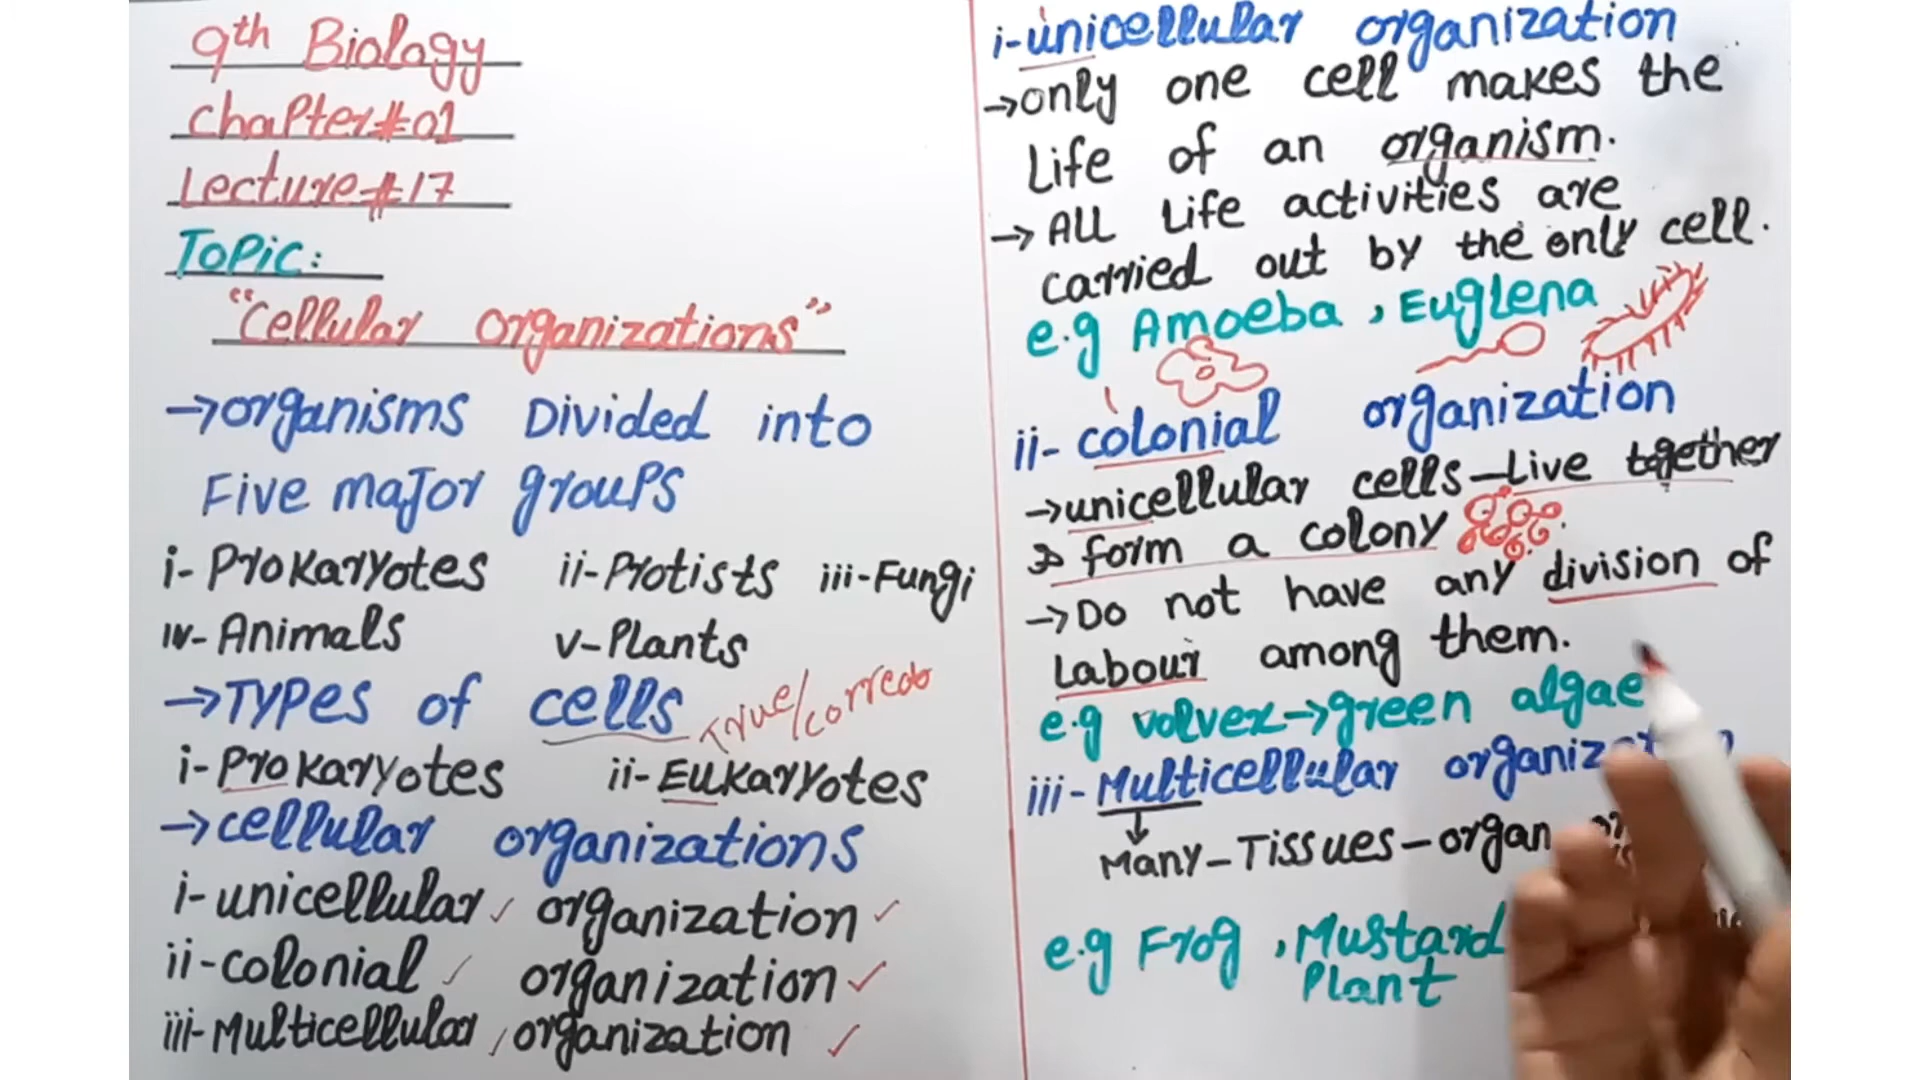 9th Biology
Chapter#01
Lecture#17
Topic:
"Cellular organizations"
→organisms Divided into
Five major groups
i-Prokaryotes ii-Protists iii-Fungi
iv-Animals v-Plants
→Types of cells True/correct
i-Prokaryotes ii-Eukaryotes
→cellular organizations
i-unicellular organization
ii-colonial organization
iii-Multicellular organization
i-unicellular organization
→only one cell makes the
Life of an organism.
→All Life activities are
carried out by the only cell.
e.g Amoeba, Euglena
ii-colonial organization
→unicellular cells-Live together
form a colony
→Do not have any division of
Labour among them.
e.g volvex→green algae
iii-Multicellular
Many-Tissues-organ
e.g Frog, Mustard
Plant